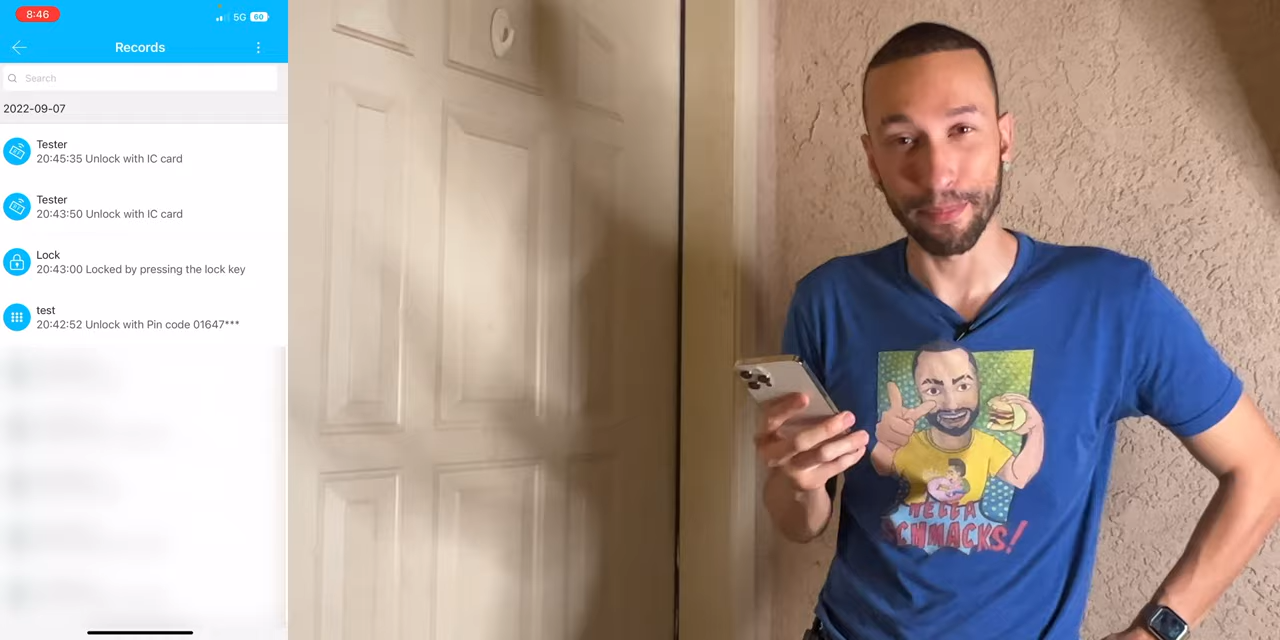 8:46
5G 60
Records
Search
2022-09-07
Tester
20:45:35 Unlock with IC card
Tester
20:43:50 Unlock with IC card
Lock
20:43:00 Locked by pressing the lock key
test
20:42:52 Unlock with Pin code 01647***
HELLA
SCHMACKS!